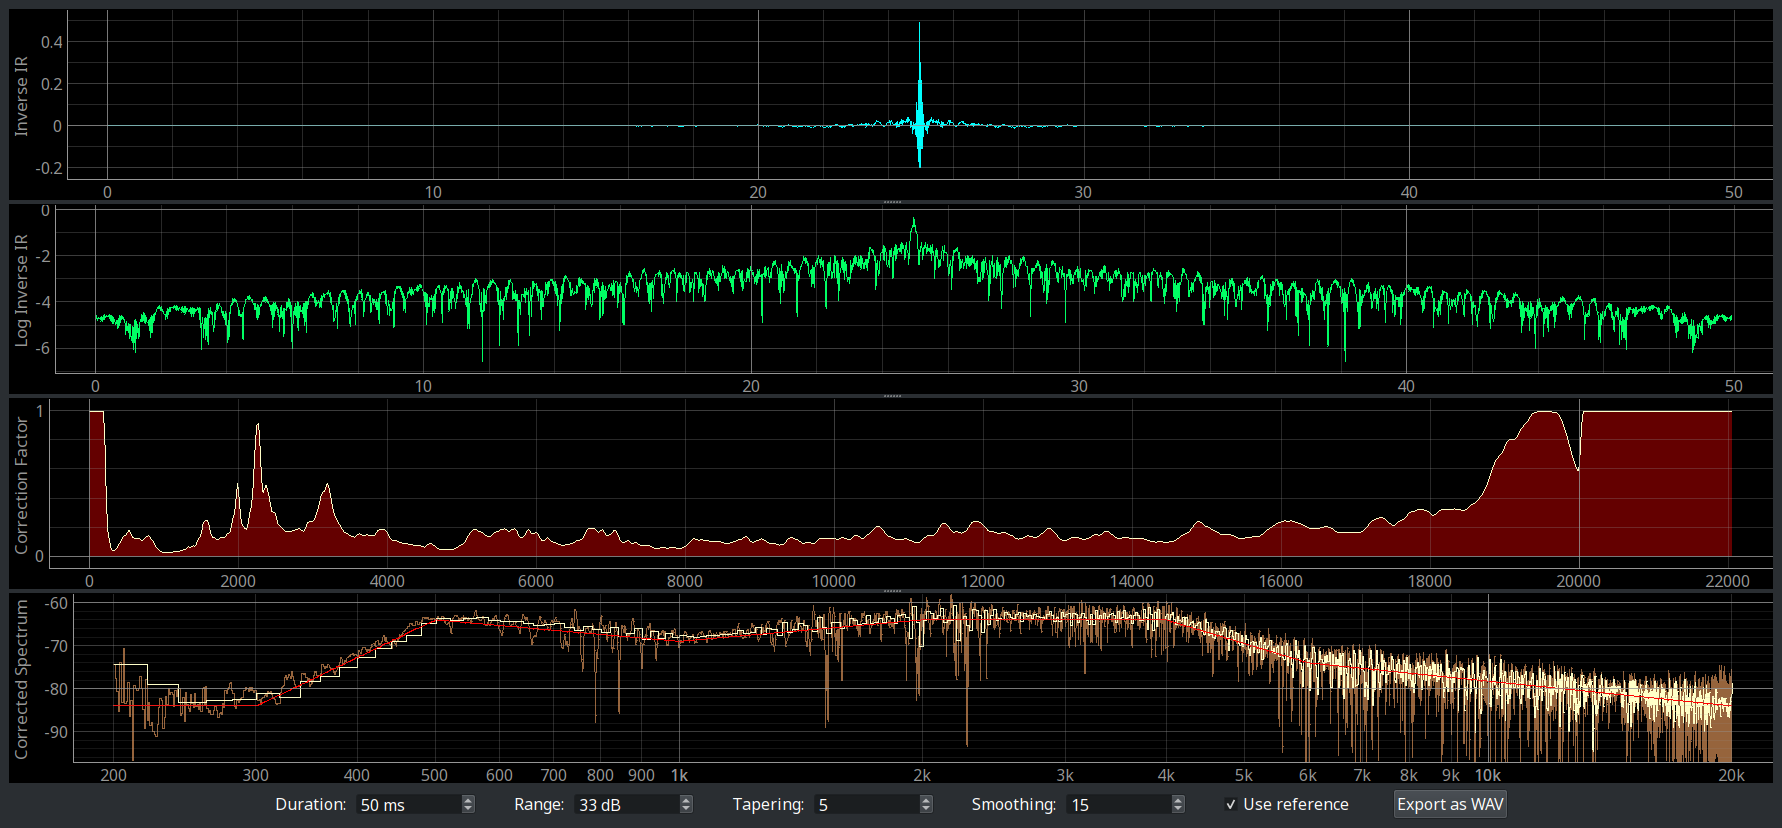 Inverse IR
0.4
0.2
0
-0.2
0 10 20 30 40 50
Log Inverse IR
0
-2
-4
-6
0 10 20 30 40 50
Correction Factor
1
0
0 2000 4000 6000 8000 10000 12000 14000 16000 18000 20000 22000
Corrected Spectrum
-60
-70
-80
-90
200 300 400 500 600 700 800 900 1k 2k 3k 4k 5k 6k 7k 8k 9k 10k 20k
Duration: 50 ms Range: 33 dB Tapering: 5 Smoothing: 15 Use reference Export as WAV